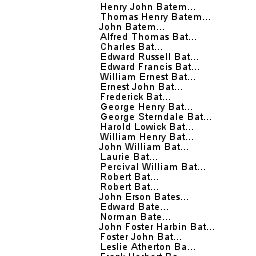 Henry John Batem...
Thomas Henry Batem...
John Batem...
Alfred Thomas Bat...
Charles Bat...
Edward Russell Bat...
Edward Francis Bat...
William Ernest Bat...
Ernest John Bat...
Frederick Bat...
George Henry Bat...
George Sterndale Bat...
Harold Lowick Bat...
William Henry Bat...
John William Bat...
Laurie Bat...
Percival William Bat...
Robert Bat...
Robert Bat...
John Erson Bates...
Edward Bate...
Norman Bate...
John Foster Harbin Bat...
Foster John Bat...
Leslie Atherton Ba...
Frank Herbert Ba...